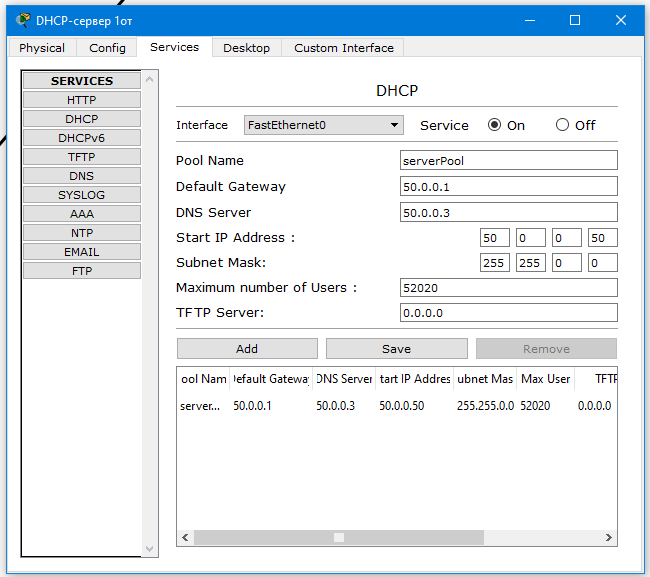 DHCP-сервер 1от
Physical Config Services Desktop Custom Interface
SERVICES
HTTP
DHCP
DHCPv6
TFTP
DNS
SYSLOG
AAA
NTP
EMAIL
FTP
DHCP
Interface FastEthernet0 Service On Off
Pool Name serverPool
Default Gateway 50.0.0.1
DNS Server 50.0.0.3
Start IP Address : 50 0 0 50
Subnet Mask: 255 255 0 0
Maximum number of Users : 52020
TFTP Server: 0.0.0.0
Add Save Remove
ool Nam efault Gateway DNS Server tart IP Addres ubnet Mas Max User TFTP
server... 50.0.0.1 50.0.0.3 50.0.0.50 255.255.0.0 52020 0.0.0.0